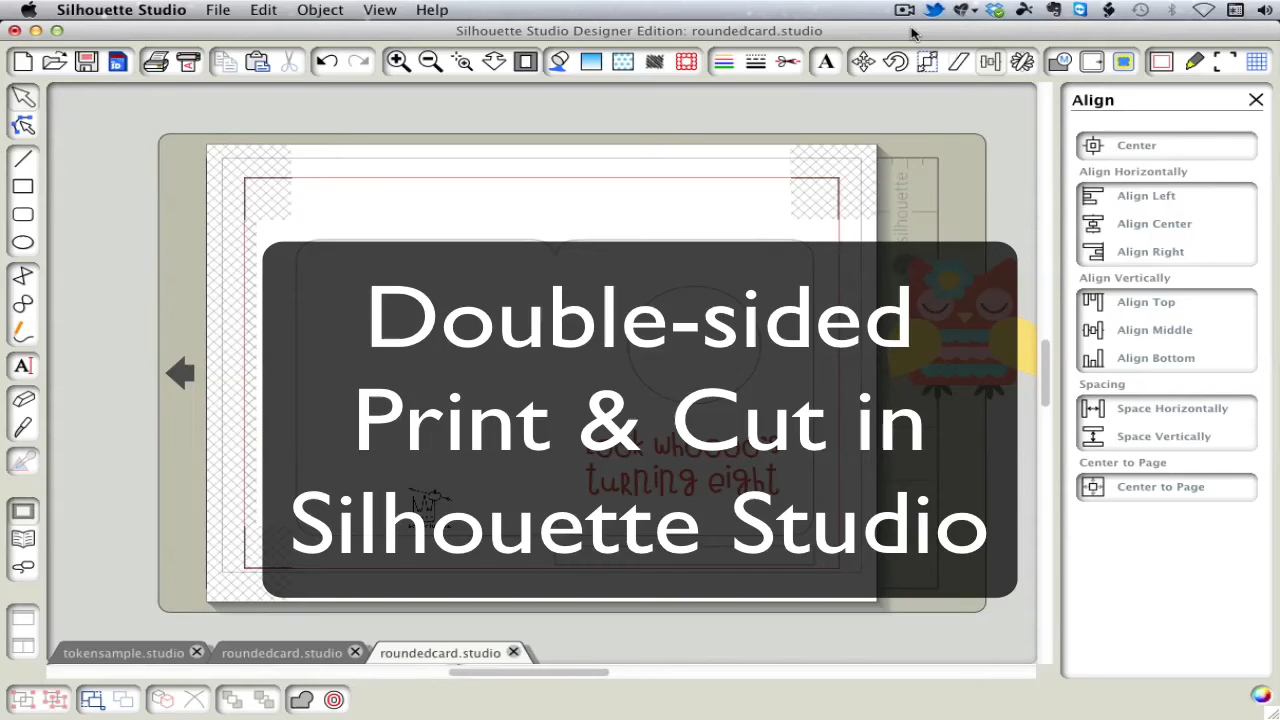 Silhouette Studio File Edit Object View Help
Silhouette Studio Designer Edition: roundedcard.studio
Align
Center
Align Horizontally
Align Left
Align Center
Align Right
Align Vertically
Align Top
Align Middle
Align Bottom
Spacing
Space Horizontally
Space Vertically
Center to Page
Center to Page
silhouette
Double-sided
Print & Cut in
Silhouette Studio
look
turning eight
tokensample.studio roundedcard.studio roundedcard.studio